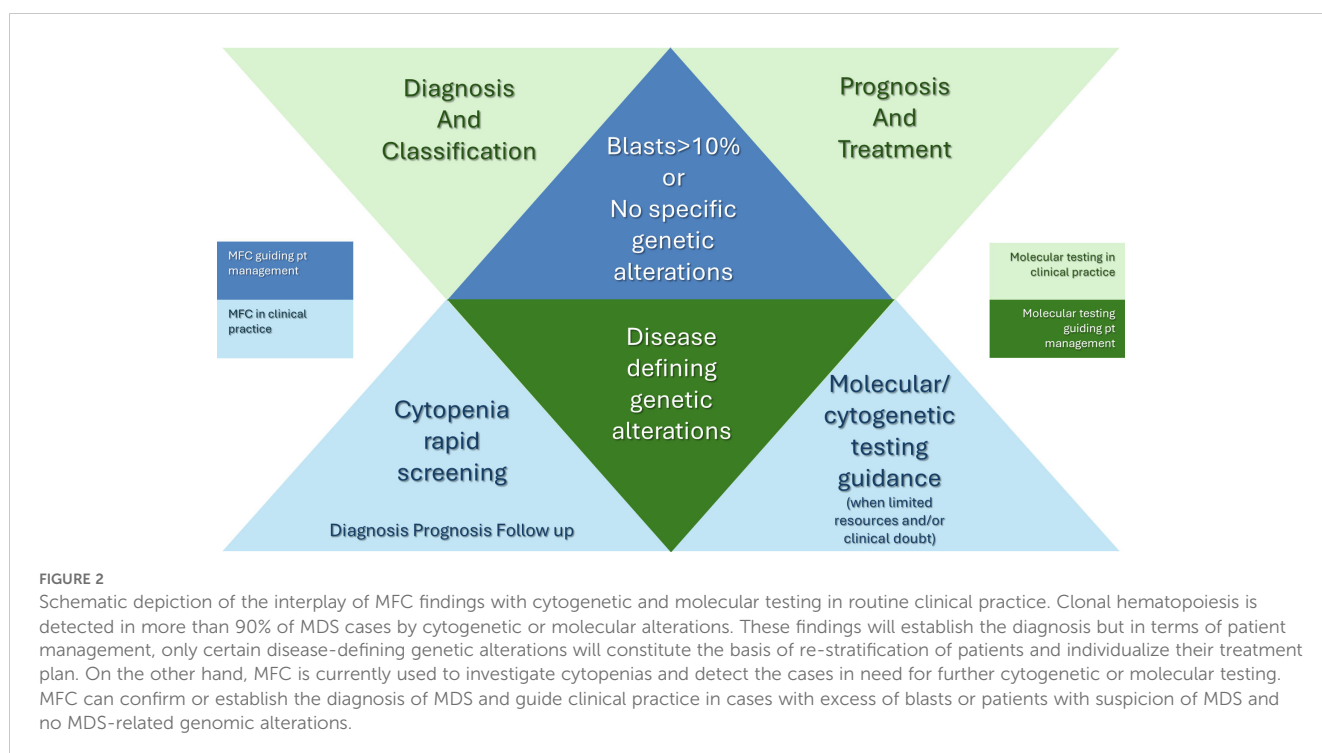 Diagnosis
And
Classification
Prognosis
And
Treatment
Blasts>10%
or
No specific
genetic
alterations
MFC guiding pt
management
MFC in clinical
practice
Molecular testing in
clinical practice
Molecular testing
guiding pt
management
Disease
defining
genetic
alterations
Cytopenia
rapid
screening
Diagnosis Prognosis Follow up
Molecular/
cytogenetic
testing
guidance
(when limited
resources and/or
clinical doubt)
FIGURE 2
Schematic depiction of the interplay of MFC findings with cytogenetic and molecular testing in routine clinical practice. Clonal hematopoiesis is
detected in more than 90% of MDS cases by cytogenetic or molecular alterations. These findings will establish the diagnosis but in terms of patient
management, only certain disease-defining genetic alterations will constitute the basis of re-stratification of patients and individualize their treatment
plan. On the other hand, MFC is currently used to investigate cytopenias and detect the cases in need for further cytogenetic or molecular testing.
MFC can confirm or establish the diagnosis of MDS and guide clinical practice in cases with excess of blasts or patients with suspicion of MDS and
no MDS-related genomic alterations.